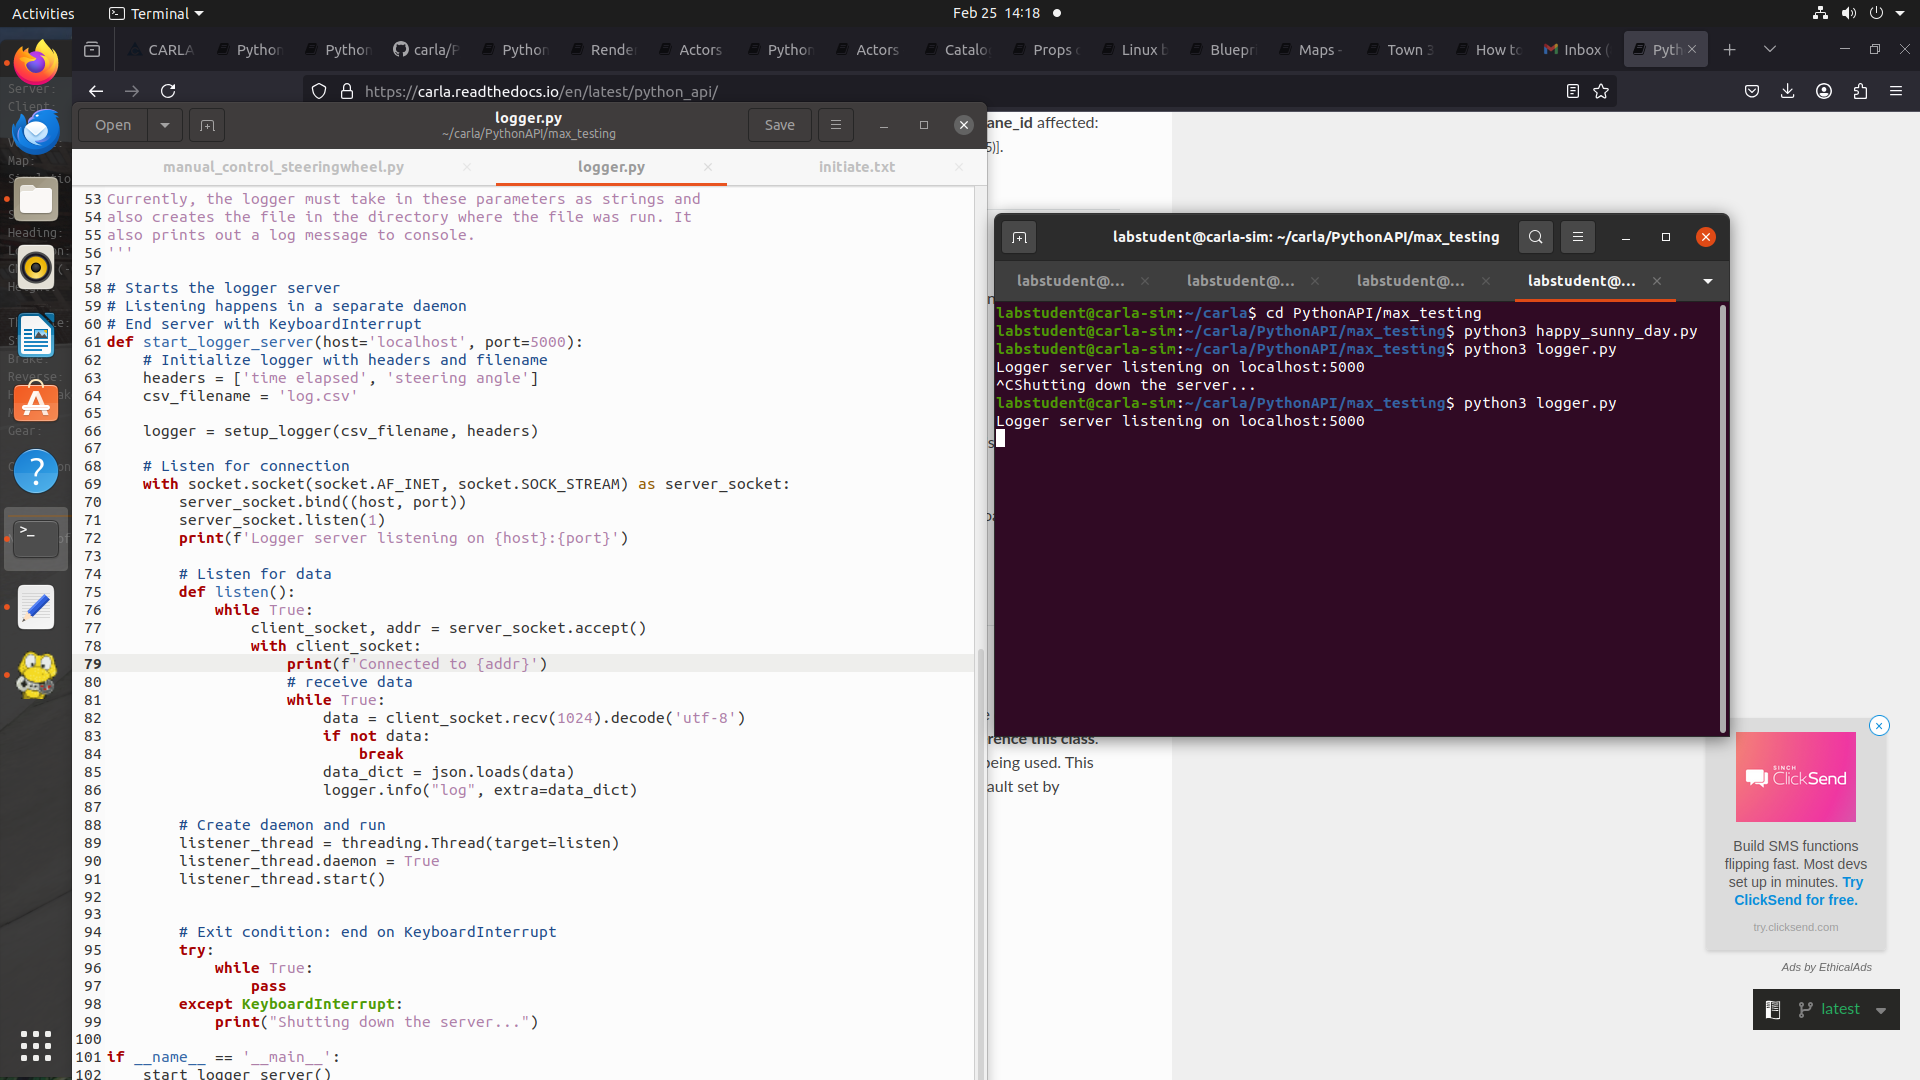 Activities
Terminal
Feb 25 14:18
CARLA
Python
Python
carla/P
Python
Render
Actors
Python
Actors
Catalo
Props
Linux b
Bluepri
Maps -
Town 3
How to
Inbox (
Pyth
https://carla.readthedocs.io/en/latest/python_api/
Open
logger.py
~/carla/PythonAPI/max_testing
Save
manual_control_steeringwheel.py
logger.py
initiate.txt
53 Currently, the logger must take in these parameters as strings and
54 also creates the file in the directory where the file was run. It
55 also prints out a log message to console.
56 '''
57
58 # Starts the logger server
59 # Listening happens in a separate daemon
60 # End server with KeyboardInterrupt
61 def start_logger_server(host='localhost', port=5000):
62     # Initialize logger with headers and filename
63     headers = ['time elapsed', 'steering angle']
64     csv_filename = 'log.csv'
65
66     logger = setup_logger(csv_filename, headers)
67
68     # Listen for connection
69     with socket.socket(socket.AF_INET, socket.SOCK_STREAM) as server_socket:
70         server_socket.bind((host, port))
71         server_socket.listen(1)
72         print(f'Logger server listening on {host}:{port}')
73
74         # Listen for data
75         def listen():
76             while True:
77                 client_socket, addr = server_socket.accept()
78                 with client_socket:
79                     print(f'Connected to {addr}')
80                     # receive data
81                     while True:
82                         data = client_socket.recv(1024).decode('utf-8')
83                         if not data:
84                             break
85                         data_dict = json.loads(data)
86                         logger.info("log", extra=data_dict)
87
88         # Create daemon and run
89         listener_thread = threading.Thread(target=listen)
90         listener_thread.daemon = True
91         listener_thread.start()
92
93
94         # Exit condition: end on KeyboardInterrupt
95         try:
96             while True:
97                 pass
98         except KeyboardInterrupt:
99             print("Shutting down the server...")
100
101 if __name__ == '__main__':
102     start_logger_server()
ane_id affected:
5)].
labstudent@carla-sim: ~/carla/PythonAPI/max_testing
labstudent@...
labstudent@...
labstudent@...
labstudent@...
labstudent@carla-sim:~/carla$ cd PythonAPI/max_testing
labstudent@carla-sim:~/carla/PythonAPI/max_testing$ python3 happy_sunny_day.py
labstudent@carla-sim:~/carla/PythonAPI/max_testing$ python3 logger.py
Logger server listening on localhost:5000
^CShutting down the server...
labstudent@carla-sim:~/carla/PythonAPI/max_testing$ python3 logger.py
Logger server listening on localhost:5000
rence this class.
being used. This
ault set by
SINCH
ClickSend
Build SMS functions
flipping fast. Most devs
set up in minutes. Try
ClickSend for free.
try.clicksend.com
Ads by EthicalAds
latest
Server:
Client:
Map:
Heading:
Brake:
Reverse:
Gear: